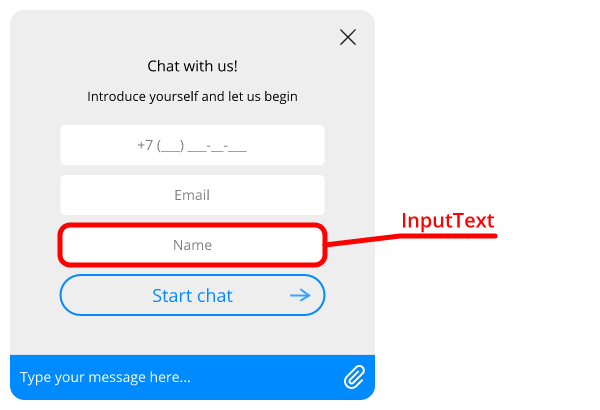 Chat with us!
Introduce yourself and let us begin
+7 (___) ___-__-___
Email
InputText
Name
Start chat
Type your message here...